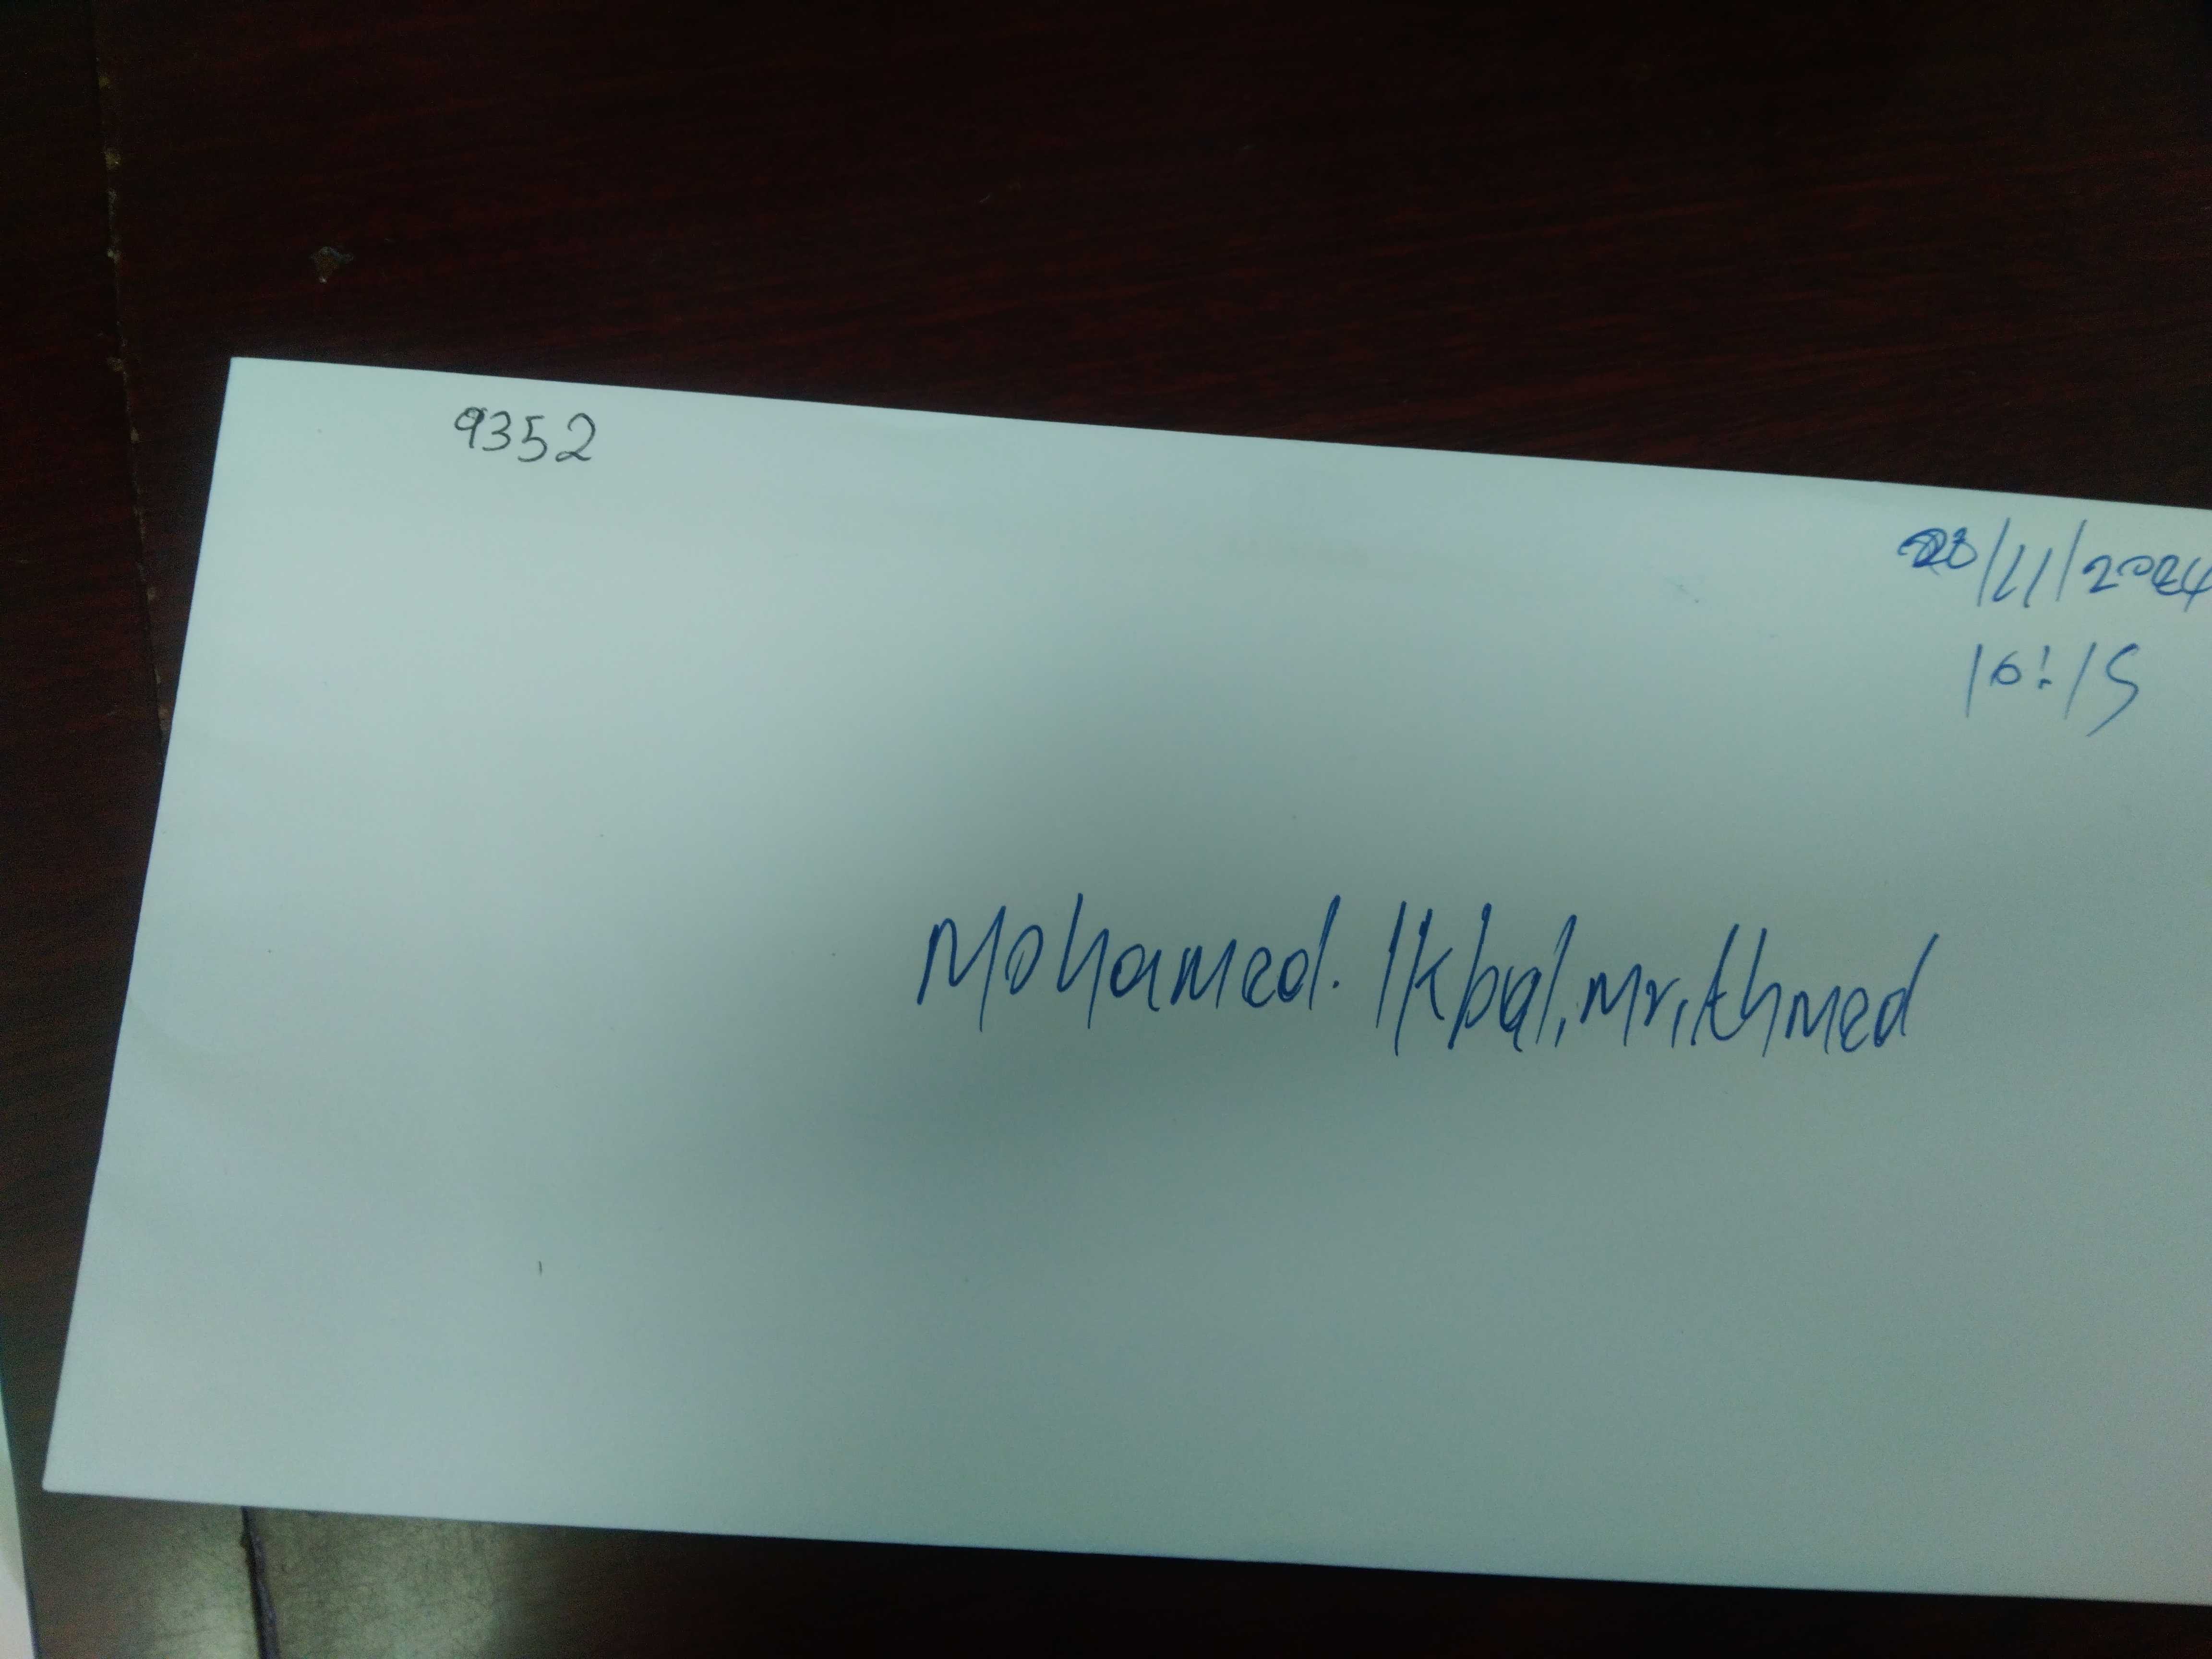 9352
/11/2024
10:15
Mohamed. Ikbal, Mr, Ahmed